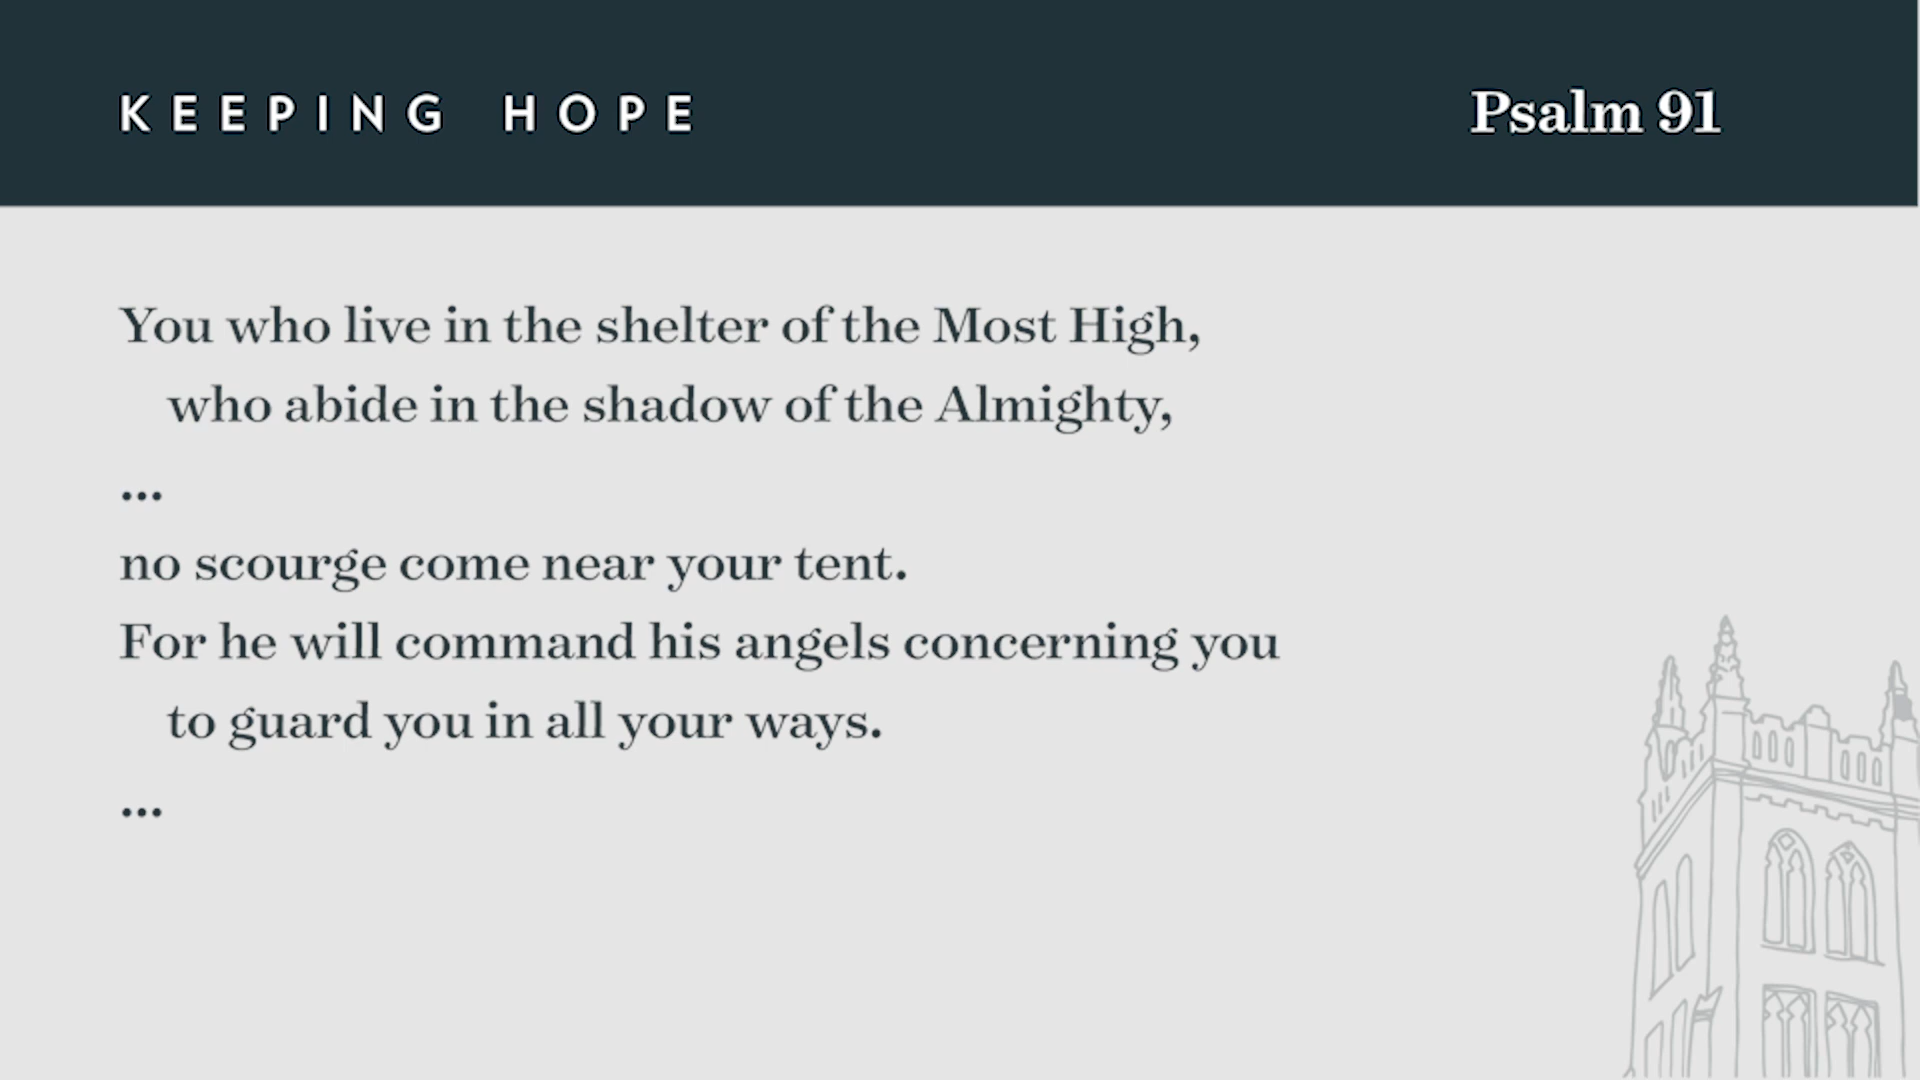 KEEPING HOPE
Psalm 91
You who live in the shelter of the Most High,
who abide in the shadow of the Almighty,
...
no scourge come near your tent.
For he will command his angels concerning you
to guard you in all your ways.
...